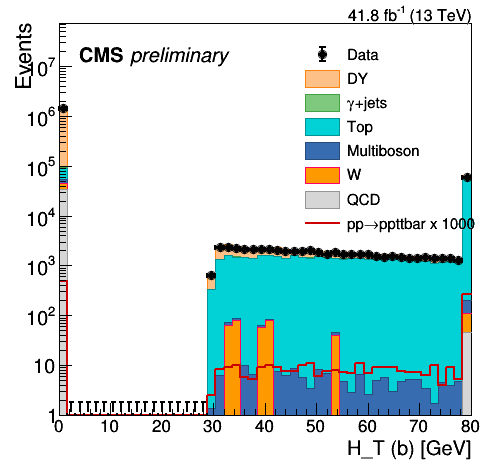 41.8 fb⁻¹ (13 TeV)
Events
CMS preliminary
Data
DY
γ+jets
Top
Multiboson
W
QCD
pp→ppttbar x 1000
10⁷
10⁶
10⁵
10⁴
10³
10²
10
1
0 10 20 30 40 50 60 70 80
H_T (b) [GeV]